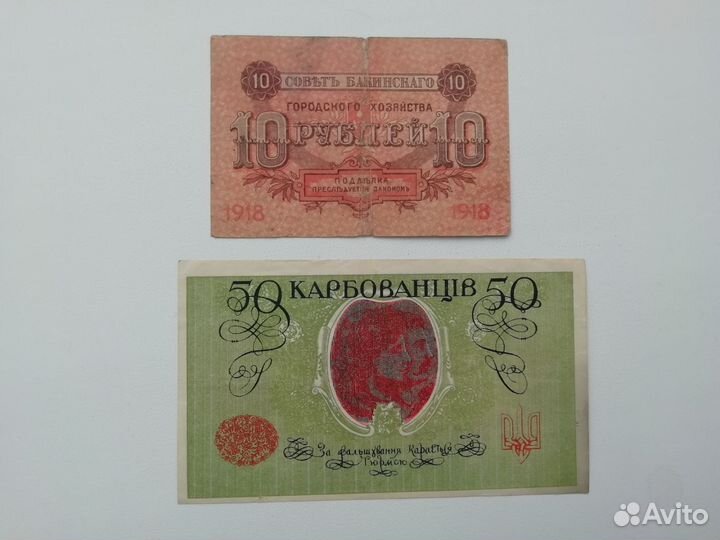 10 СОВѢТЪ БАКИНСКАГО 10
ГОРОДСКОГО ХОЗЯЙСТВА
10 РУБЛЕЙ 10
ПОДДѢЛКА
ПРЕСЛѢДУЕТСЯ ЗАКОНОМЪ
1918 1918
50 КАРБОВАНЦІВ 50
За фальшування карається
тюрмою
Avito